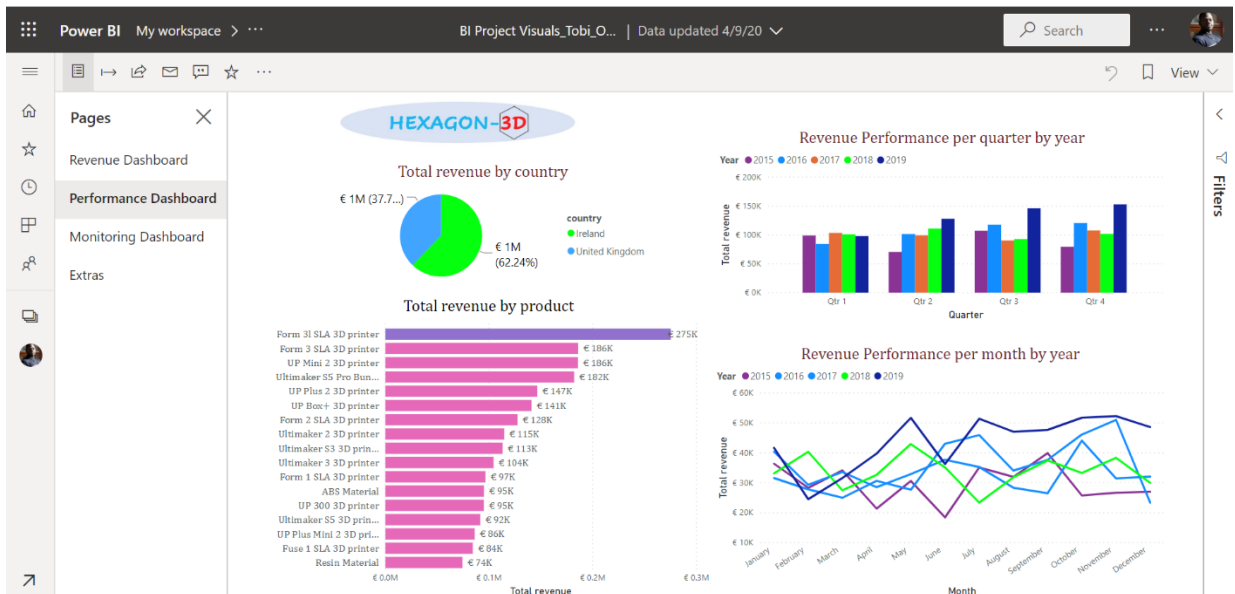 Power BI My workspace > ···
BI Project Visuals_Tobi_O... | Data updated 4/9/20
Search
···
···
View
Pages
Revenue Dashboard
Performance Dashboard
Monitoring Dashboard
Extras
HEXAGON-3D
Total revenue by country
€ 1M (37.7...)
€ 1M
(62.24%)
country
Ireland
United Kingdom
Total revenue by product
Form 3l SLA 3D printer € 275K
Form 3 SLA 3D printer € 186K
UP Mini 2 3D printer € 186K
Ultimaker S5 Pro Bun... € 182K
UP Plus 2 3D printer € 147K
UP Box+ 3D printer € 141K
Form 2 SLA 3D printer € 128K
Ultimaker 2 3D printer € 115K
Ultimaker S3 3D prin... € 113K
Ultimaker 3 3D printer € 104K
Form 1 SLA 3D printer € 97K
ABS Material € 95K
UP 300 3D printer € 95K
Ultimaker S5 3D prin... € 92K
UP Plus Mini 2 3D pri... € 86K
Fuse 1 SLA 3D printer € 84K
Resin Material € 74K
€ 0.0M € 0.1M € 0.2M € 0.3M
Total revenue
Revenue Performance per quarter by year
Year 2015 2016 2017 2018 2019
€ 200K
€ 150K
€ 100K
€ 50K
€ 0K
Total revenue
Qtr 1 Qtr 2 Qtr 3 Qtr 4
Quarter
Revenue Performance per month by year
Year 2015 2016 2017 2018 2019
€ 60K
€ 50K
€ 40K
€ 30K
€ 20K
€ 10K
Total revenue
January February March April May June July August September October November December
Month
Filters